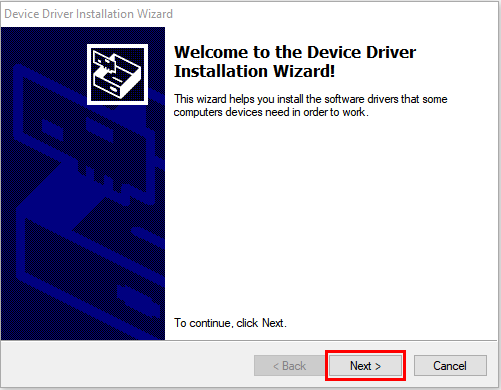 Device Driver Installation Wizard
Welcome to the Device Driver
Installation Wizard!
This wizard helps you install the software drivers that some
computers devices need in order to work.
To continue, click Next.
< Back
Next >
Cancel